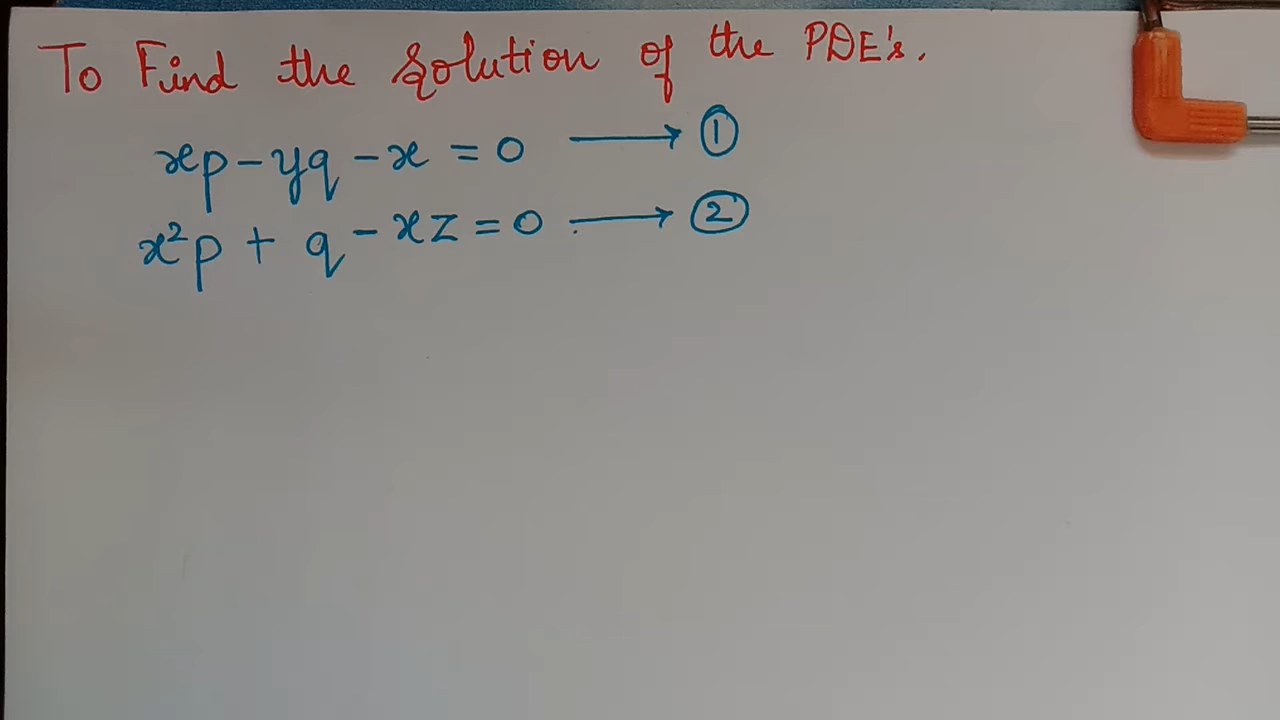 To Find the Solution of the PDE's.
xp - yq - x = 0 ⟶ ①
x²p + q - xz = 0 ⟶ ②